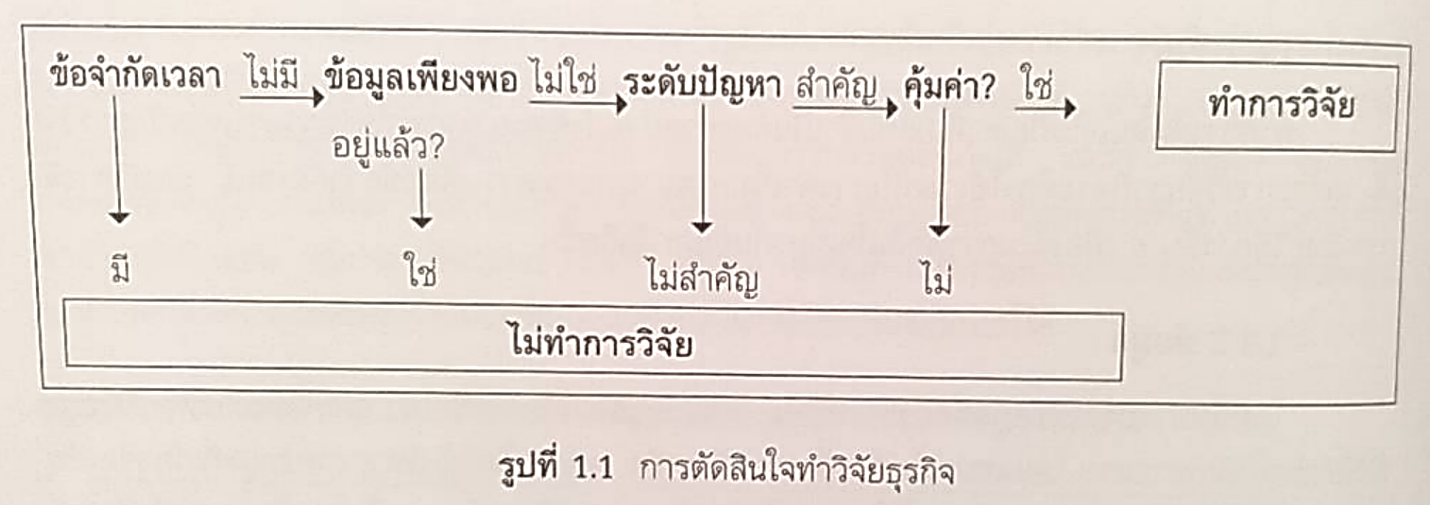 ข้อจำกัดเวลา ไม่มี ข้อมูลเพียงพอ ไม่ใช่ ระดับปัญหา สำคัญ คุ้มค่า? ใช่ ทำการวิจัย
อยู่แล้ว?
มี ใช่ ไม่สำคัญ ไม่
ไม่ทำการวิจัย
รูปที่ 1.1 การตัดสินใจทำวิจัยธุรกิจ